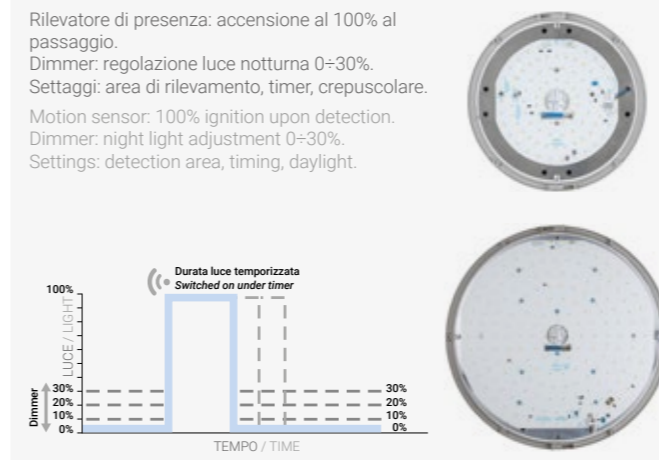 Rilevatore di presenza: accensione al 100% al
passaggio.
Dimmer: regolazione luce notturna 0÷30%.
Settaggi: area di rilevamento, timer, crepuscolare.
Motion sensor: 100% ignition upon detection.
Dimmer: night light adjustment 0÷30%.
Settings: detection area, timing, daylight.
Durata luce temporizzata
Switched on under timer
100%
LUCE / LIGHT
Dimmer
30%
20%
10%
0%
30%
20%
10%
0%
TEMPO / TIME